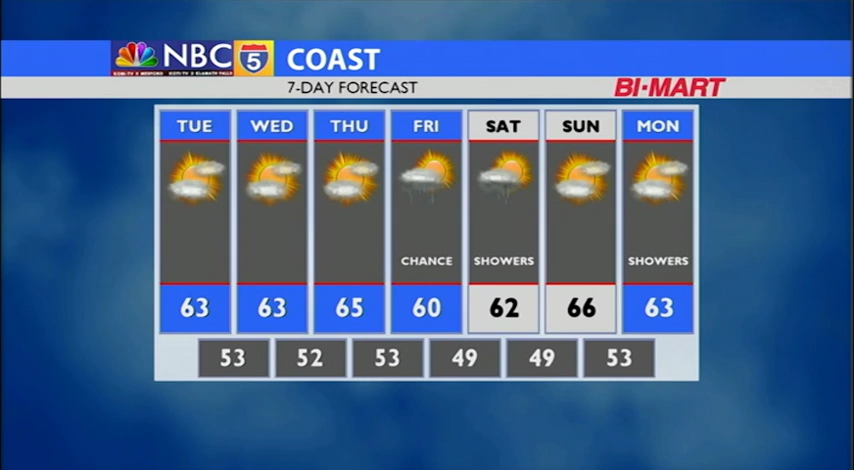 NBC 5
COAST
KOBI-TV 5 MEDFORD KOTI-TV 2 KLAMATH FALLS
7-DAY FORECAST
BI-MART
TUE WED THU FRI SAT SUN MON
CHANCE SHOWERS SHOWERS
63 63 65 60 62 66 63
53 52 53 49 49 53